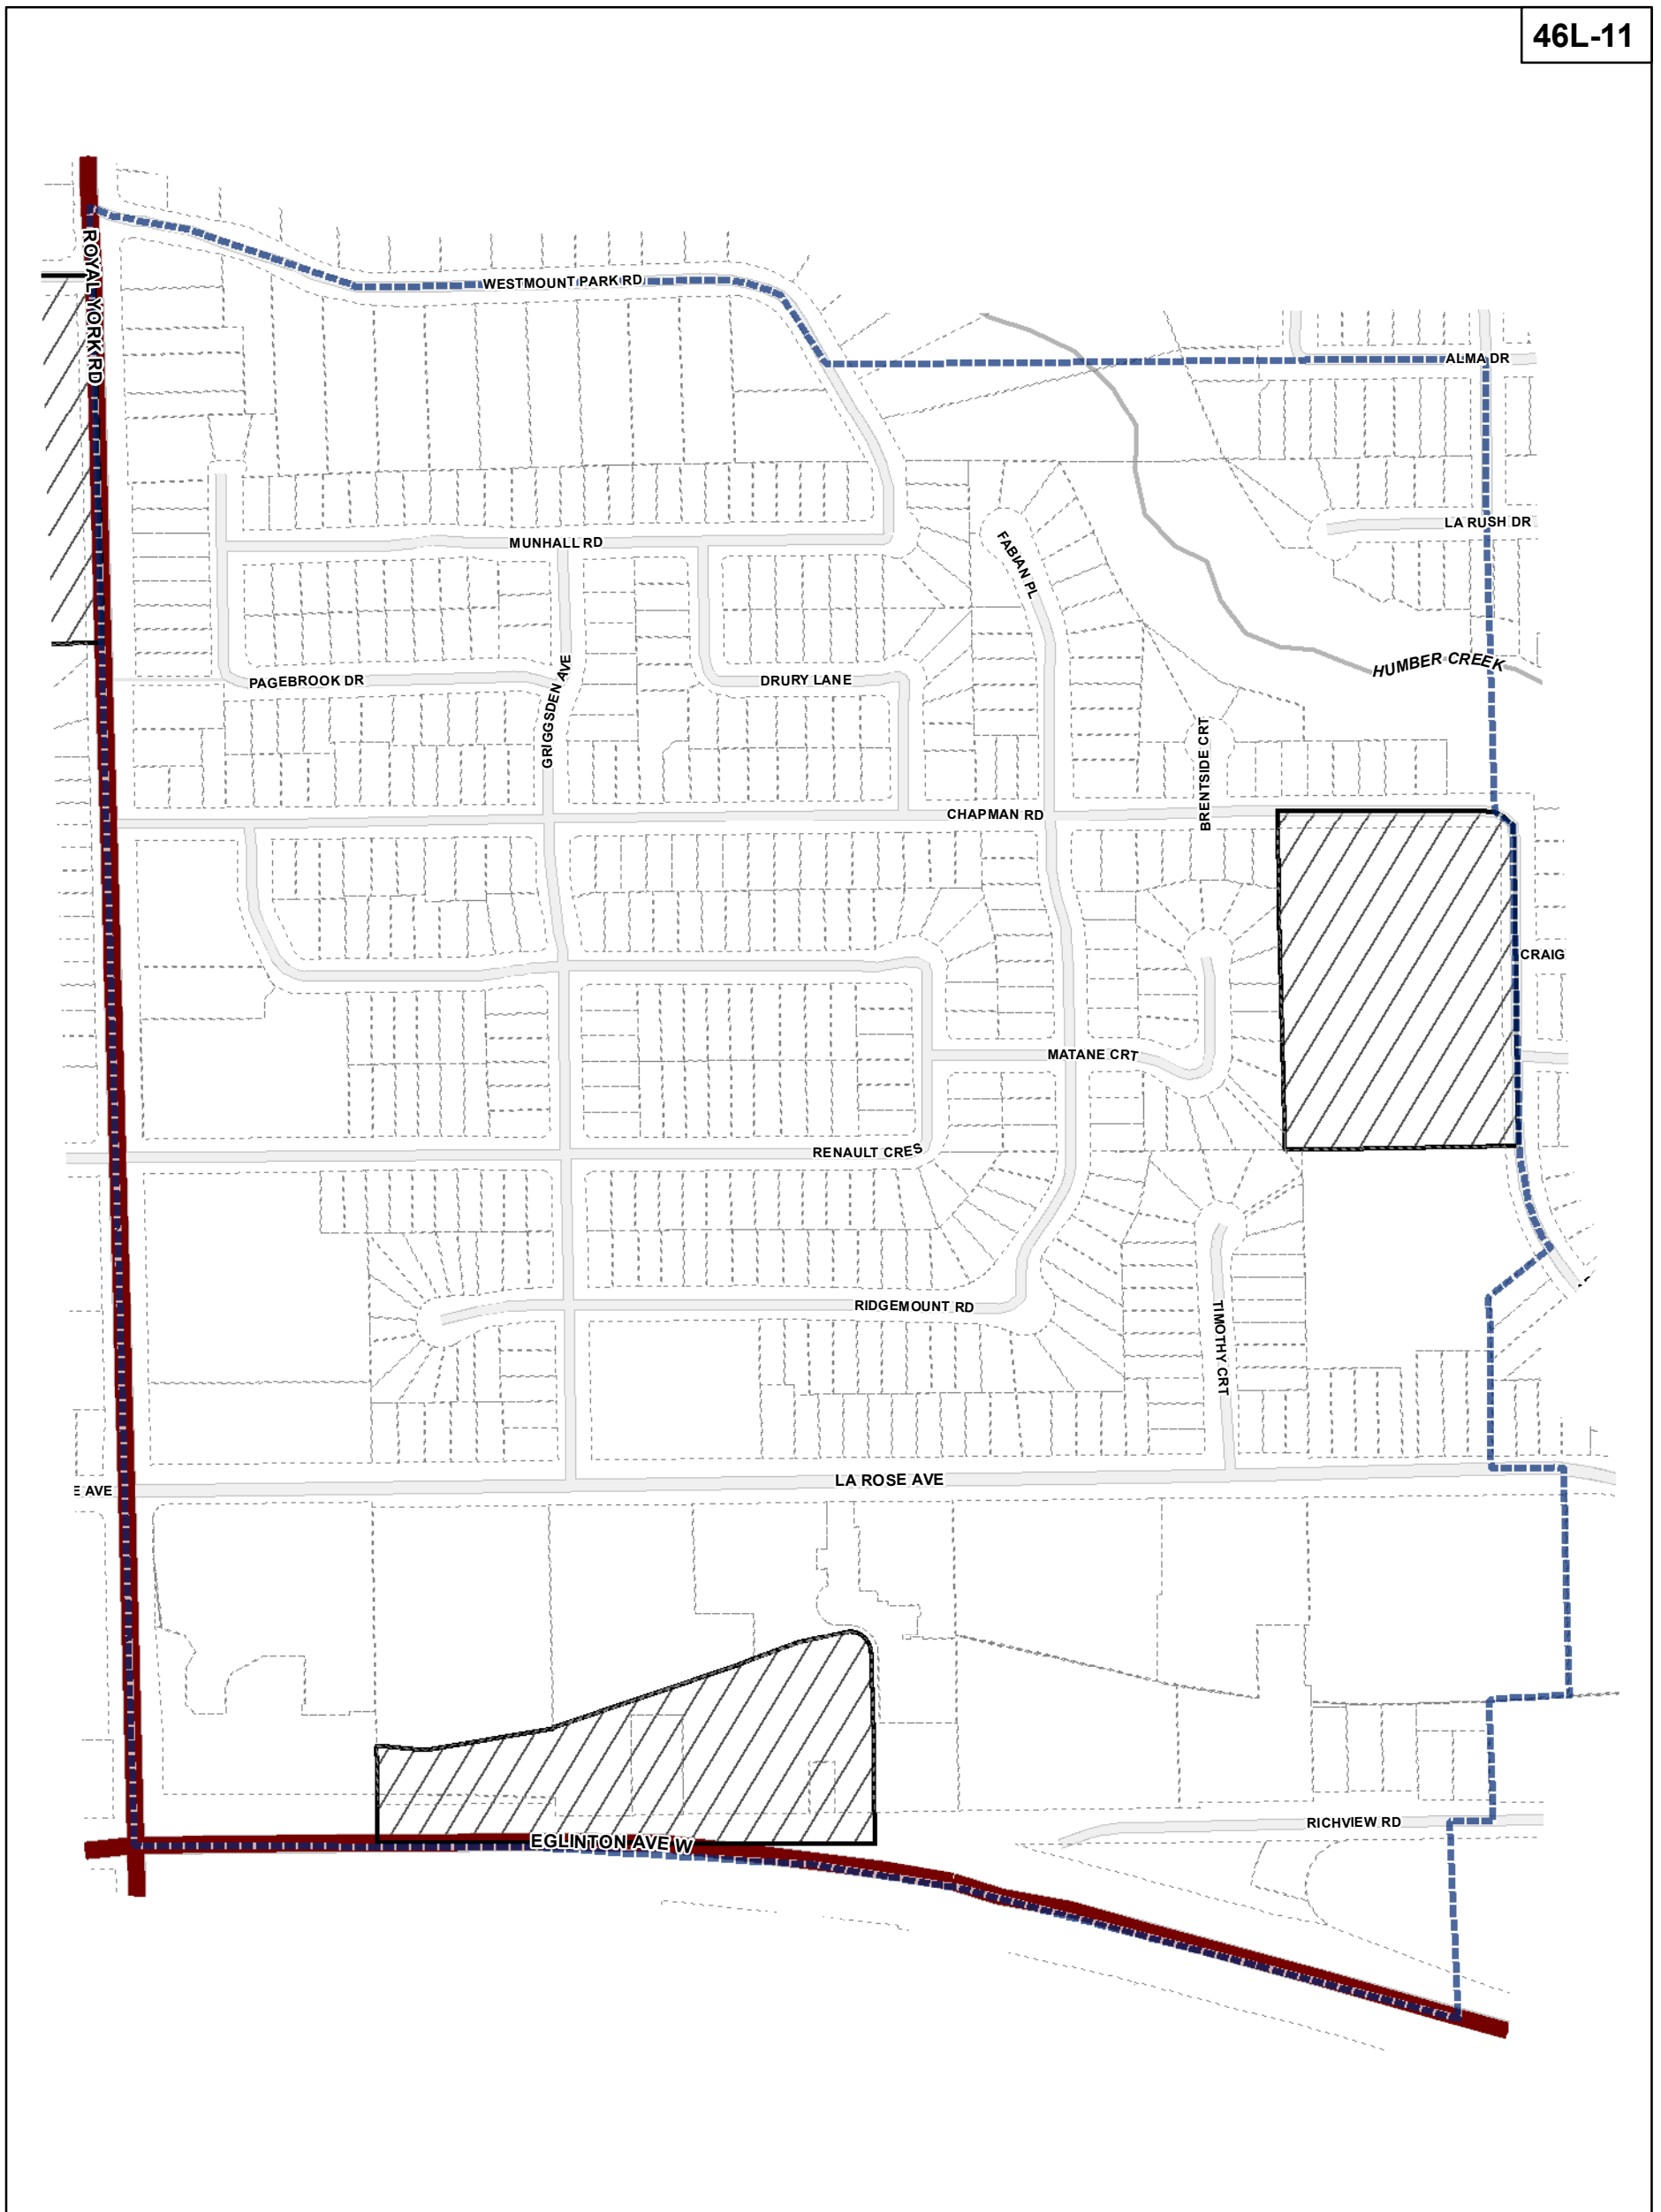 46L-11
ROYAL YORK RD
WESTMOUNT PARK RD
ALMA DR
LA RUSH DR
MUNHALL RD
FABIAN PL
HUMBER CREEK
PAGEBROOK DR
GRIGGSDEN AVE
DRURY LANE
BRENTSIDE CRT
CHAPMAN RD
CRAIG
MATANE CRT
RENAULT CRES
RIDGEMOUNT RD
TIMOTHY CRT
LA ROSE AVE
E AVE
RICHVIEW RD
EGLINTON AVE W